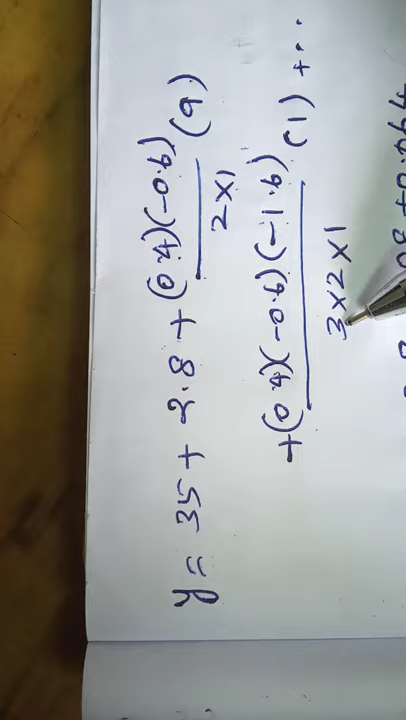 y = 35 + 2.8 + (0.4)(-0.6) (9)
2×1
+(0.4)(-0.6)(-1.6) (1) + ...
3×2×1